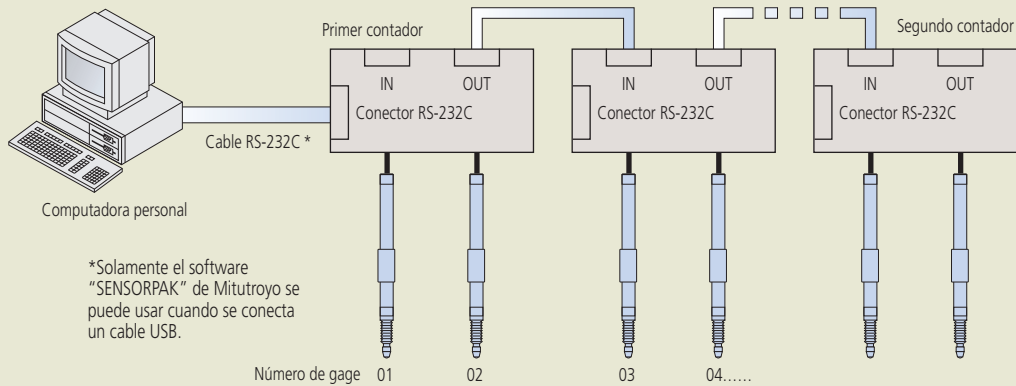 Primer contador
Segundo contador
IN
OUT
IN
OUT
IN
OUT
Conector RS-232C
Conector RS-232C
Conector RS-232C
Cable RS-232C *
Computadora personal
*Solamente el software
“SENSORPAK” de Mitutroyo se
puede usar cuando se conecta
un cable USB.
Número de gage 01 02 03 04......